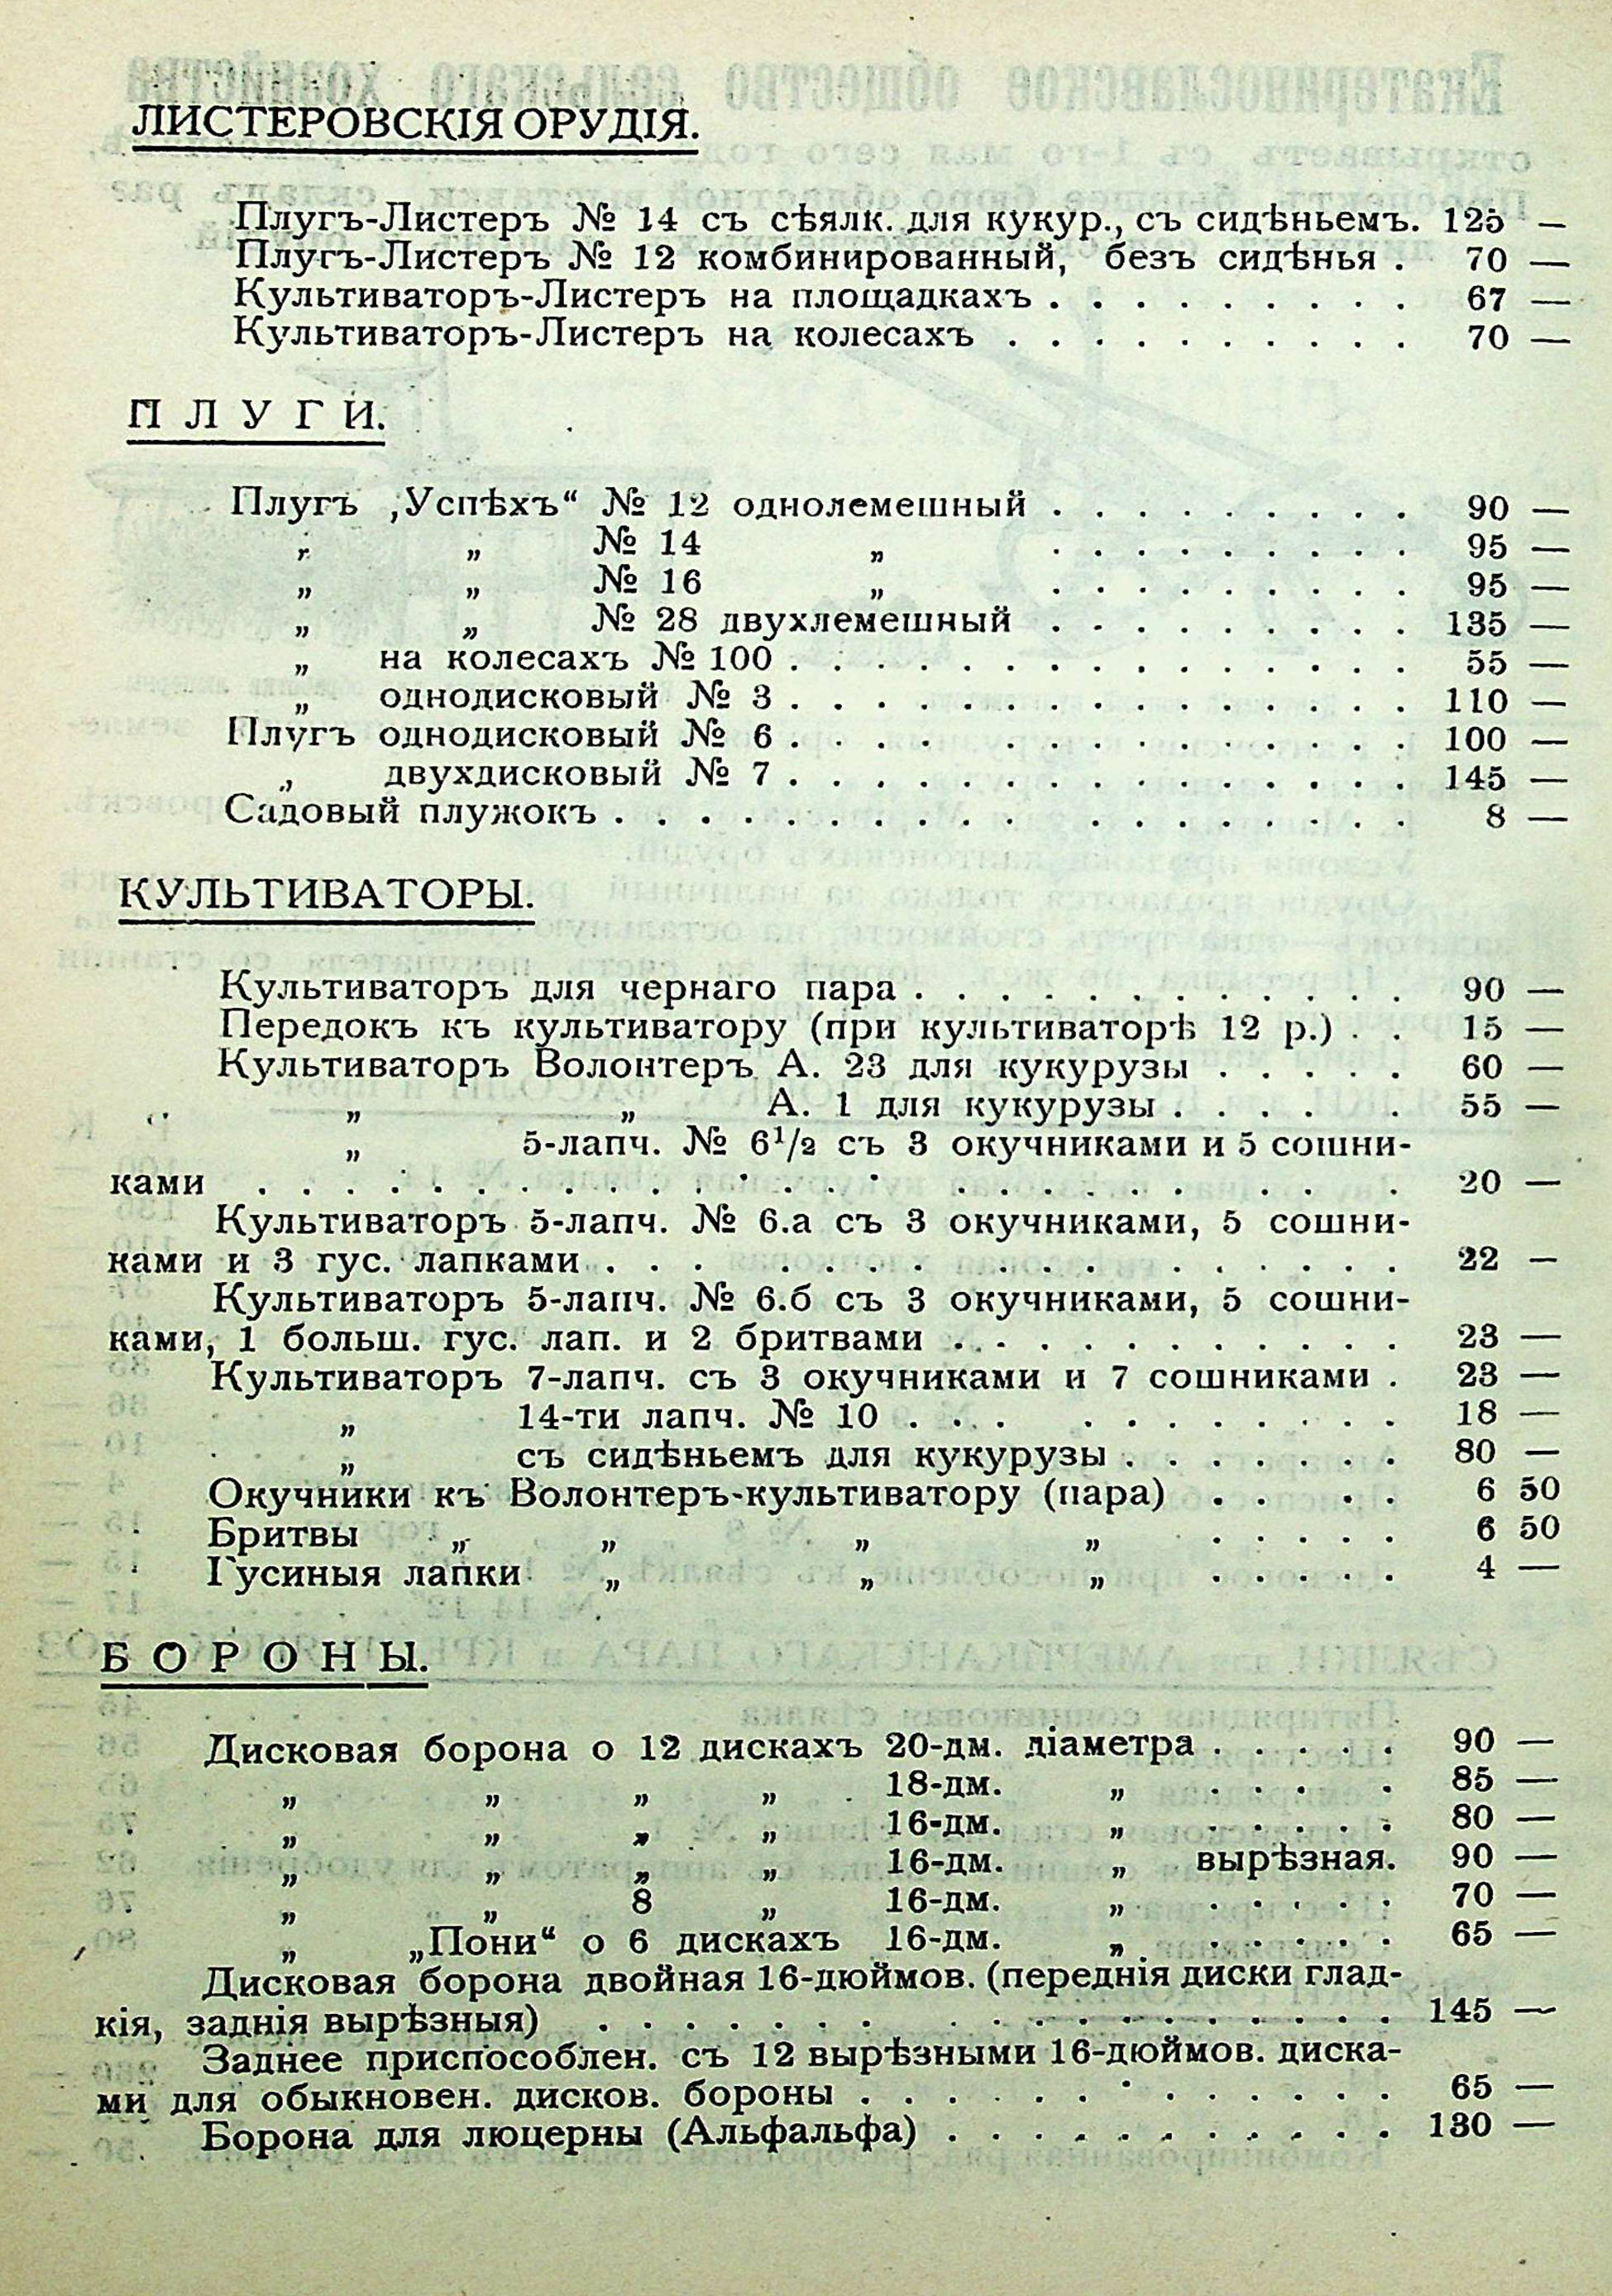 ЛИСТЕРОВСКІЯ ОРУДІЯ.
Плугъ-Листеръ № 14 съ сѣялк. для кукур., съ сидѣньемъ. 125 —
Плугъ-Листеръ № 12 комбинированный, безъ сидѣнья . 70 —
Культиваторъ-Листеръ на площадкахъ . . . . . . . . . 67 —
Культиваторъ-Листеръ на колесахъ . . . . . . . . . . 70 —
ПЛУГИ.
Плугъ „Успѣхъ“ № 12 однолемешный . . . . . . . . . 90 —
„ „ № 14 „ . . . . . . . . . 95 —
„ „ № 16 „ . . . . . . . . . 95 —
„ „ № 28 двухлемешный . . . . . . . . . 135 —
„ на колесахъ № 100 . . . . . . . . . . . . . . . 55 —
„ однодисковый № 3 . . . . . . . . . . . . . . . 110 —
Плугъ однодисковый № 6 . . . . . . . . . . . . . . 100 —
„ двухдисковый № 7 . . . . . . . . . . . . . . . 145 —
Садовый плужокъ . . . . . . . . . . . . . . . . . . 8 —
КУЛЬТИВАТОРЫ.
Культиваторъ для чернаго пара . . . . . . . . . . . . 90 —
Передокъ къ культиватору (при культиваторѣ 12 р.) . . 15 —
Культиваторъ Волонтеръ А. 23 для кукурузы . . . . . 60 —
„ „ А. 1 для кукурузы . . . . . 55 —
„ 5-лапч. № 6¹/₂ съ 3 окучниками и 5 сошни-
ками . . . . . . . . . . . . . . . . . . . . . . . . 20 —
Культиваторъ 5-лапч. № 6.а съ 3 окучниками, 5 сошни-
ками и 3 гус. лапками . . . . . . . . . . . . . . . . 22 —
Культиваторъ 5-лапч. № 6.б съ 3 окучниками, 5 сошни-
ками, 1 больш. гус. лап. и 2 бритвами . . . . . . . . . . . 23 —
Культиваторъ 7-лапч. съ 3 окучниками и 7 сошниками . 23 —
„ 14-ти лапч. № 10 . . . . . . . . . . . 18 —
„ съ сидѣньемъ для кукурузы . . . . . . . 80 —
Окучники къ Волонтеръ-культиватору (пара) . . . . 6 50
Бритвы „ „ „ „ . . . . . 6 50
Гусиныя лапки „ „ „ . . . . . 4 —
БОРОНЫ.
Дисковая борона о 12 дискахъ 20-дм. діаметра . . . . . 90 —
„ „ „ „ 18-дм. „ . . . . 85 —
„ „ „ „ 16-дм. „ . . . . . 80 —
„ „ „ „ 16-дм. „ вырѣзная. 90 —
„ „ 8 „ 16-дм. „ . . . . . 70 —
„ „Пони“ о 6 дискахъ 16-дм. „ . . . . . 65 —
Дисковая борона двойная 16-дюймов. (переднія диски глад-
кія, заднія вырѣзныя) . . . . . . . . . . . . . . . . . 145 —
Заднее приспособлен. съ 12 вырѣзными 16-дюймов. диска-
ми для обыкновен. дисков. бороны . . . . . . . . . . . . . 65 —
Борона для люцерны (Альфальфа) . . . . . . . . . . . 130 —